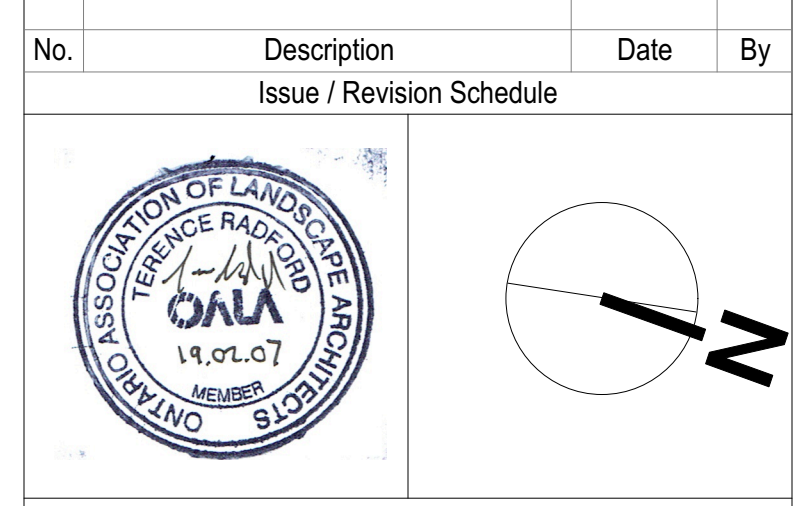 No. Description Date By
Issue / Revision Schedule
ONTARIO ASSOCIATION OF LANDSCAPE ARCHITECTS
TERENCE RADFORD
OALA
19.02.07
MEMBER
N